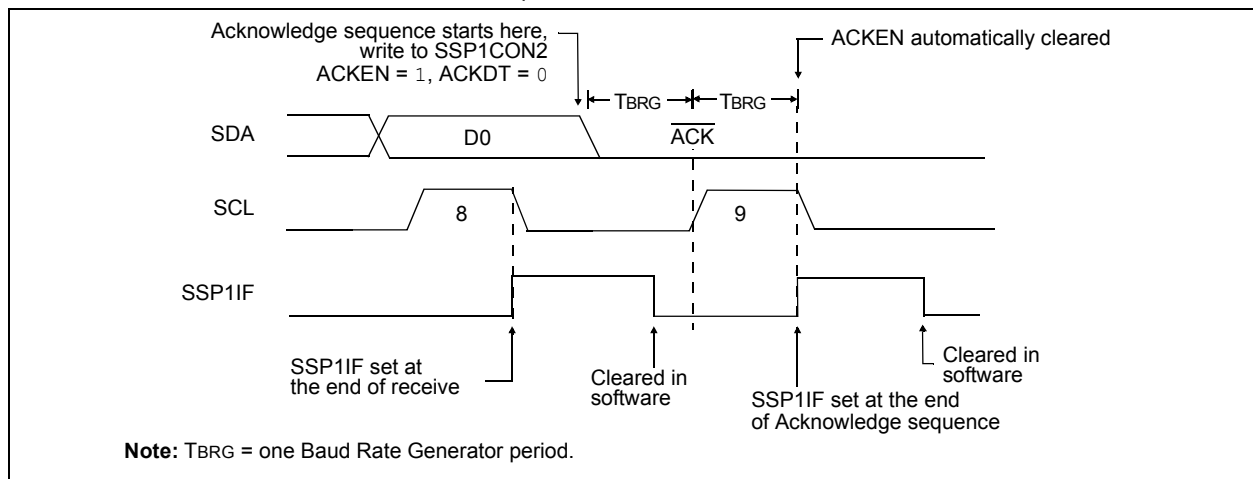 Acknowledge sequence starts here,
write to SSP1CON2
ACKEN = 1, ACKDT = 0
ACKEN automatically cleared
TBRG
TBRG
SDA
D0
ACK
SCL
8
9
SSP1IF
SSP1IF set at
the end of receive
Cleared in
software
SSP1IF set at the end
of Acknowledge sequence
Cleared in
software
Note: TBRG = one Baud Rate Generator period.